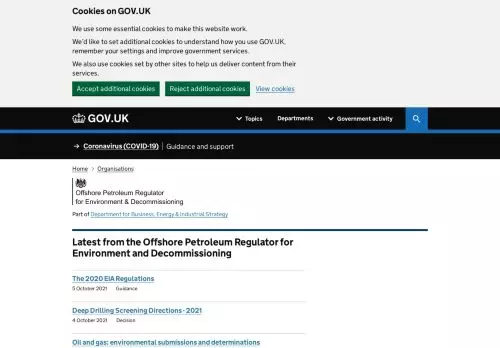 Cookies on GOV.UK
We use some essential cookies to make this website work.
We'd like to set additional cookies to understand how you use GOV.UK,
remember your settings and improve government services.
We also use cookies set by other sites to help us deliver content from their
services.
Accept additional cookies Reject additional cookies View cookies
GOV.UK Topics Departments Government activity
→ Coronavirus (COVID-19) Guidance and support
Home > Organisations
Offshore Petroleum Regulator
for Environment & Decommissioning
Part of Department for Business, Energy & Industrial Strategy
Latest from the Offshore Petroleum Regulator for
Environment and Decommissioning
The 2020 EIA Regulations
5 October 2021 Guidance
Deep Drilling Screening Directions - 2021
4 October 2021 Decision
Oil and gas: environmental submissions and determinations